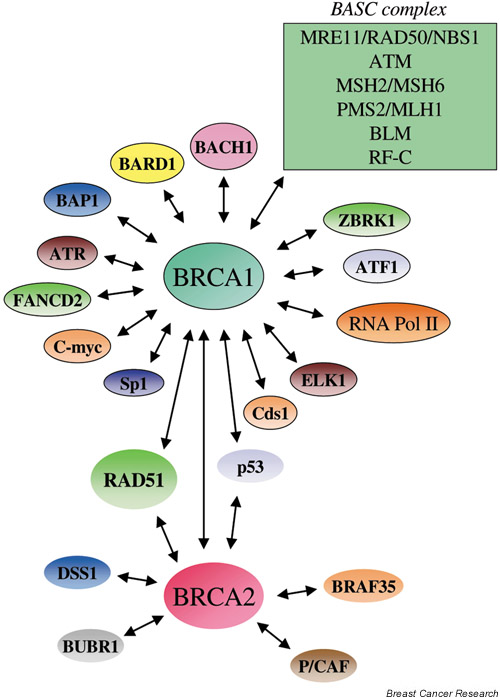 BASC complex
MRE11/RAD50/NBS1
ATM
MSH2/MSH6
PMS2/MLH1
BLM
RF-C
BACH1
BARD1
BAP1
ATR
FANCD2
C-myc
Sp1
BRCA1
ZBRK1
ATF1
RNA Pol II
ELK1
Cds1
p53
RAD51
DSS1
BRCA2
BRAF35
BUBR1
P/CAF
Breast Cancer Research